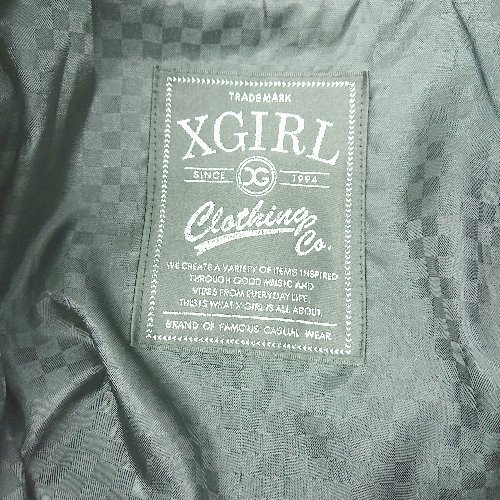 TRADEMARK
XGIRL
SINCE XG 1994
Clothing
Co.
WE CREATE A VARIETY OF ITEMS INSPIRED
THROUGH GOOD MUSIC AND
VIBES FROM EVERYDAY LIFE.
THIS IS WHAT X-GIRL IS ALL ABOUT.
BRAND OF FAMOUS CASUAL WEAR